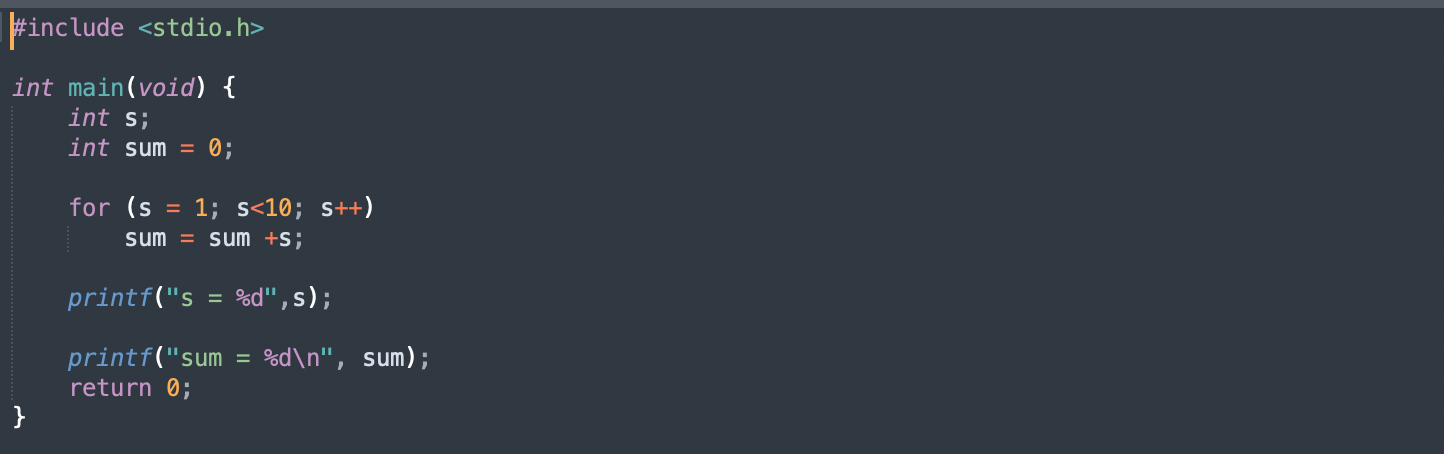 #include <stdio.h>
int main(void) {
    int s;
    int sum = 0;
    for (s = 1; s<10; s++)
        sum = sum +s;
    printf("s = %d",s);
    printf("sum = %d\n", sum);
    return 0;
}